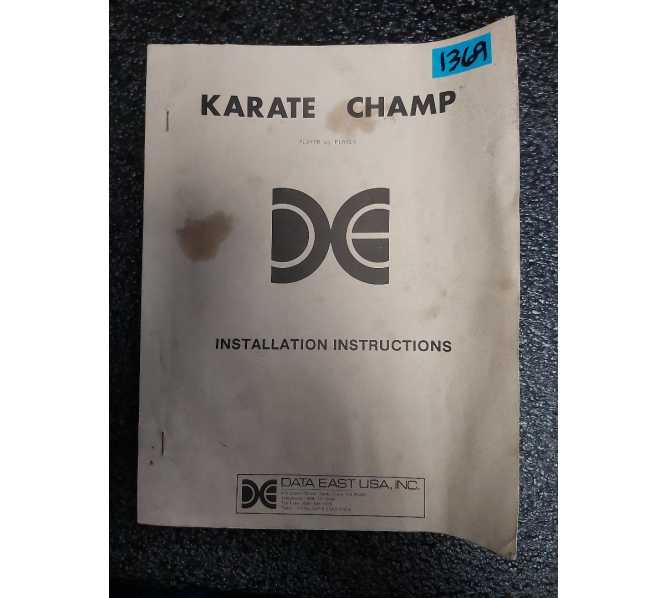 1369
KARATE CHAMP
PLAYER vs PLAYER
DE
INSTALLATION INSTRUCTIONS
DE
DATA EAST USA, INC.